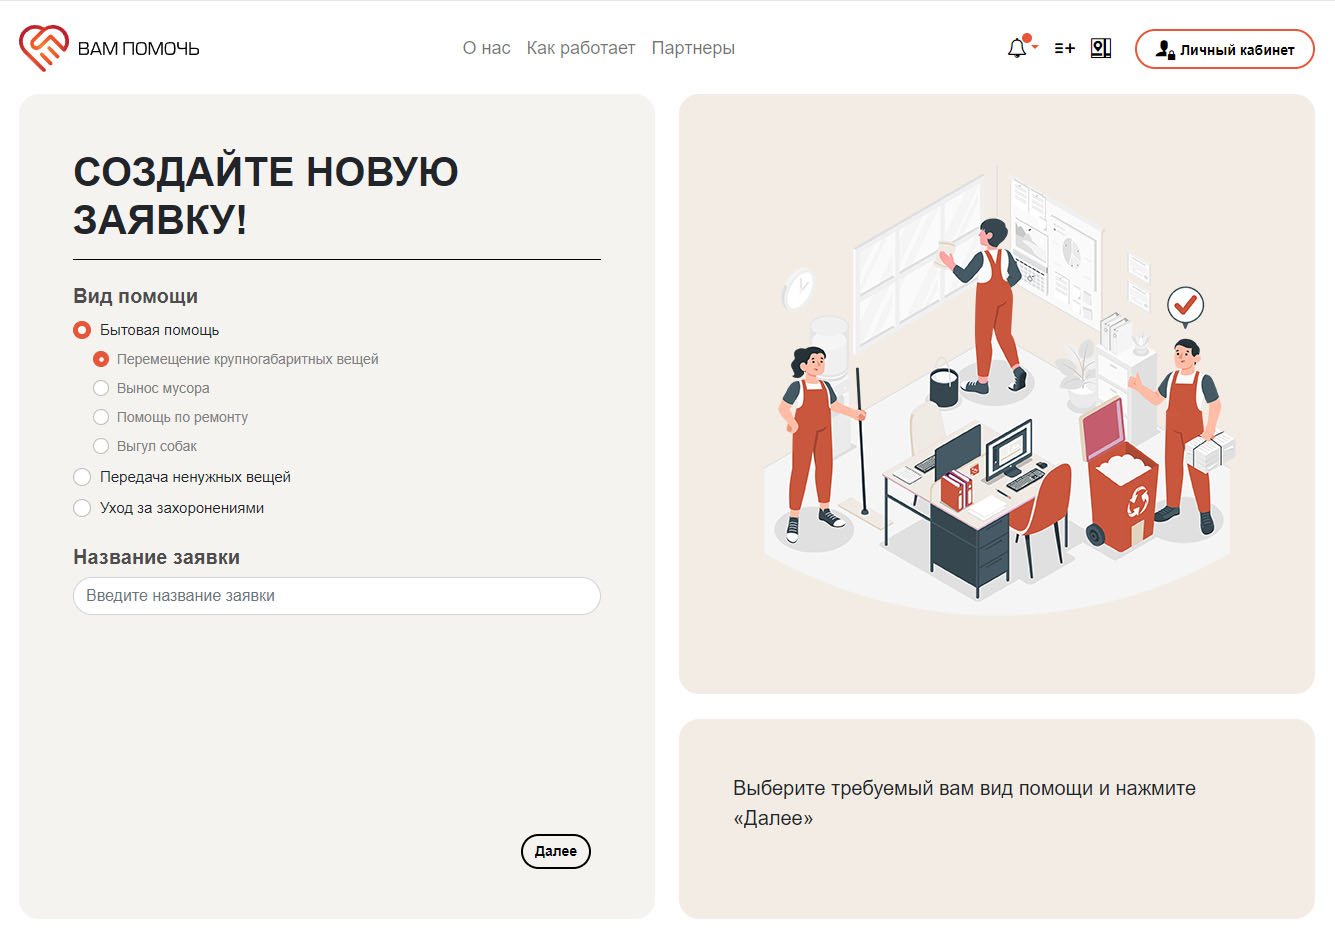 ВАМ ПОМОЧЬ
О нас Как работает Партнеры
Личный кабинет
СОЗДАЙТЕ НОВУЮ
ЗАЯВКУ!
Вид помощи
Бытовая помощь
Перемещение крупногабаритных вещей
Вынос мусора
Помощь по ремонту
Выгул собак
Передача ненужных вещей
Уход за захоронениями
Название заявки
Введите название заявки
Далее
Выберите требуемый вам вид помощи и нажмите
«Далее»